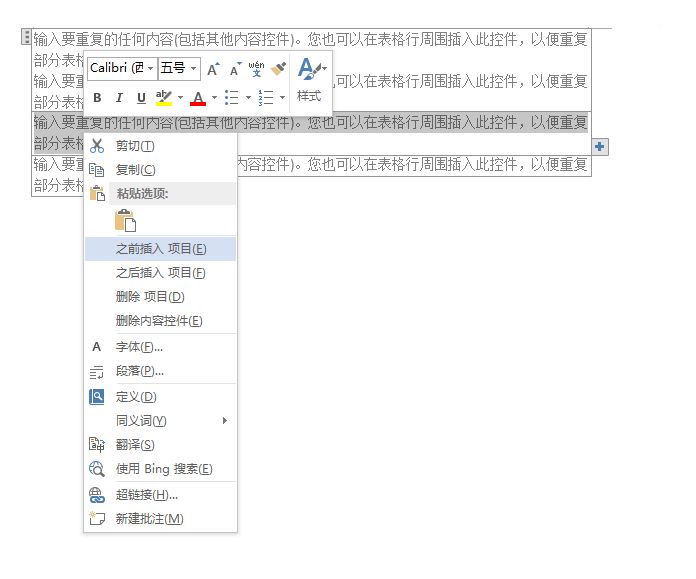 输入要重复的任何内容(包括其他内容控件)。您也可以在表格行周围插入此控件，以便重复
部分表格
Calibri (西 五号 A A wén 文 A
可以在表格行周围插入此控件，以便重复
部分表格
B I U ab A 样式
输入要重复的任何内容(包括其他内容控件)。您也可以在表格行周围插入此控件，以便重复
部分表格
剪切(T)
输入要重 内容控件)。您也可以在表格行周围插入此控件，以便重复
复制(C)
部分表格
粘贴选项:
之前插入 项目(E)
之后插入 项目(F)
删除 项目(D)
删除内容控件(E)
A 字体(F)...
段落(P)...
定义(D)
同义词(Y)
翻译(S)
使用 Bing 搜索(E)
超链接(H)...
新建批注(M)